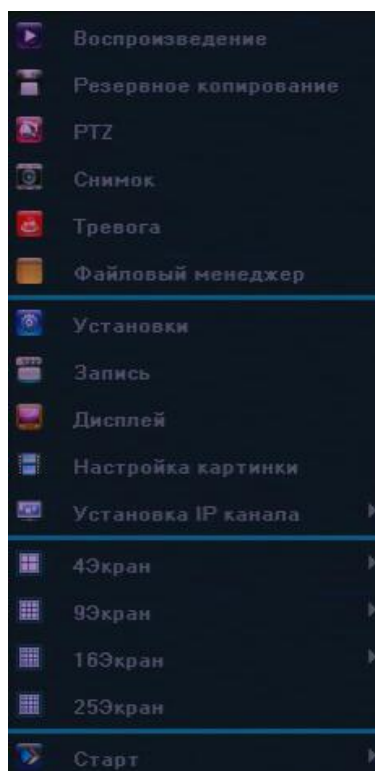 Воспроизведение
Резервное копирование
PTZ
Снимок
Тревога
Файловый менеджер
Установки
Запись
Дисплей
Настройка картинки
Установка IP канала
4Экран
9Экран
16Экран
25Экран
Старт